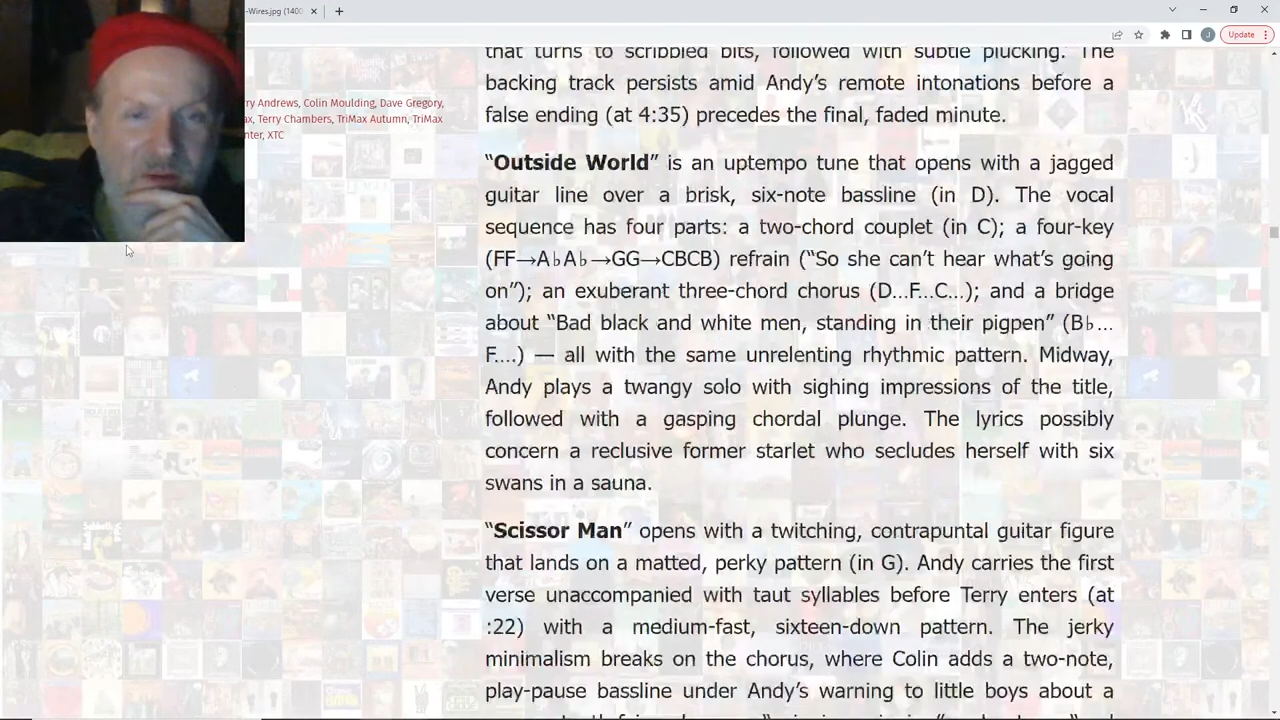 -Wires.jpg (1400
Update
J
that turns to scribbled bits, followed with subtle plucking. The
backing track persists amid Andy’s remote intonations before a
false ending (at 4:35) precedes the final, faded minute.
rry Andrews, Colin Moulding, Dave Gregory,
ax, Terry Chambers, TriMax Autumn, TriMax
nter, XTC
“Outside World” is an uptempo tune that opens with a jagged
guitar line over a brisk, six-note bassline (in D). The vocal
sequence has four parts: a two-chord couplet (in C); a four-key
(FF→A♭A♭→GG→CBCB) refrain (“So she can’t hear what’s going
on”); an exuberant three-chord chorus (D…F…C…); and a bridge
about “Bad black and white men, standing in their pigpen” (B♭…
F….) — all with the same unrelenting rhythmic pattern. Midway,
Andy plays a twangy solo with sighing impressions of the title,
followed with a gasping chordal plunge. The lyrics possibly
concern a reclusive former starlet who secludes herself with six
swans in a sauna.
“Scissor Man” opens with a twitching, contrapuntal guitar figure
that lands on a matted, perky pattern (in G). Andy carries the first
verse unaccompanied with taut syllables before Terry enters (at
:22) with a medium-fast, sixteen-down pattern. The jerky
minimalism breaks on the chorus, where Colin adds a two-note,
play-pause bassline under Andy’s warning to little boys about a